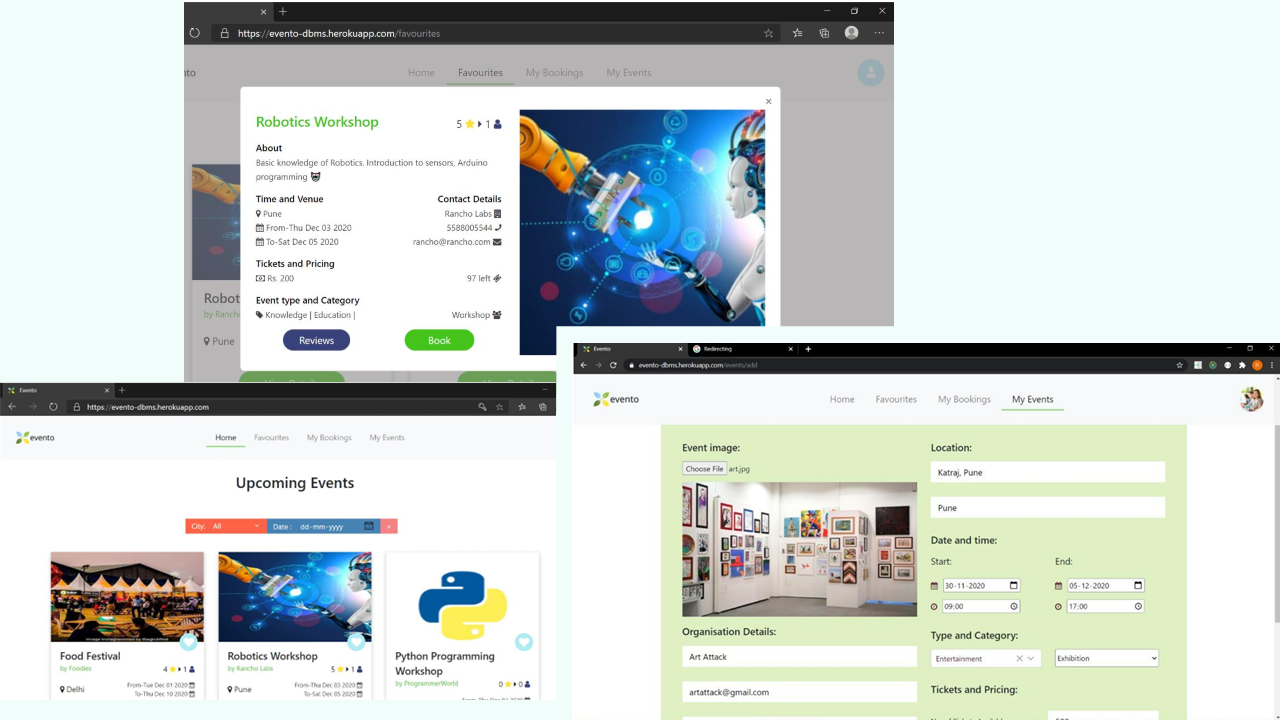 https://evento-dbms.herokuapp.com/favourites
nto
Home Favourites My Bookings My Events
Robotics Workshop
5 1
About
Basic knowledge of Robotics. Introduction to sensors, Arduino
programming
Time and Venue Contact Details
Pune Rancho Labs
From-Thu Dec 03 2020 5588005544
To-Sat Dec 05 2020 rancho@rancho.com
Tickets and Pricing
Rs. 200 97 left
Event type and Category
Knowledge | Education | Workshop
Reviews Book
Robot
by Rancho
Pune
Evento
https://evento-dbms.herokuapp.com
evento
Home Favourites My Bookings My Events
Upcoming Events
City: All Date : dd-mm-yyyy ×
Food Festival
by Foodies 4 1
Delhi
From-Tue Dec 01 2020
To-Thu Dec 10 2020
Robotics Workshop
by Rancho Labs 5 1
Pune
From-Thu Dec 03 2020
To-Sat Dec 05 2020
Python Programming
Workshop
by ProgrammerWorld 0 0
Evento Redirecting
evento-dbms.herokuapp.com/events/add
evento
Home Favourites My Bookings My Events
Event image:
Choose File art.jpg
Organisation Details:
Art Attack
artattack@gmail.com
Location:
Katraj, Pune
Pune
Date and time:
Start: End:
30-11-2020 05-12-2020
09:00 17:00
Type and Category:
Entertainment Exhibition
Tickets and Pricing: